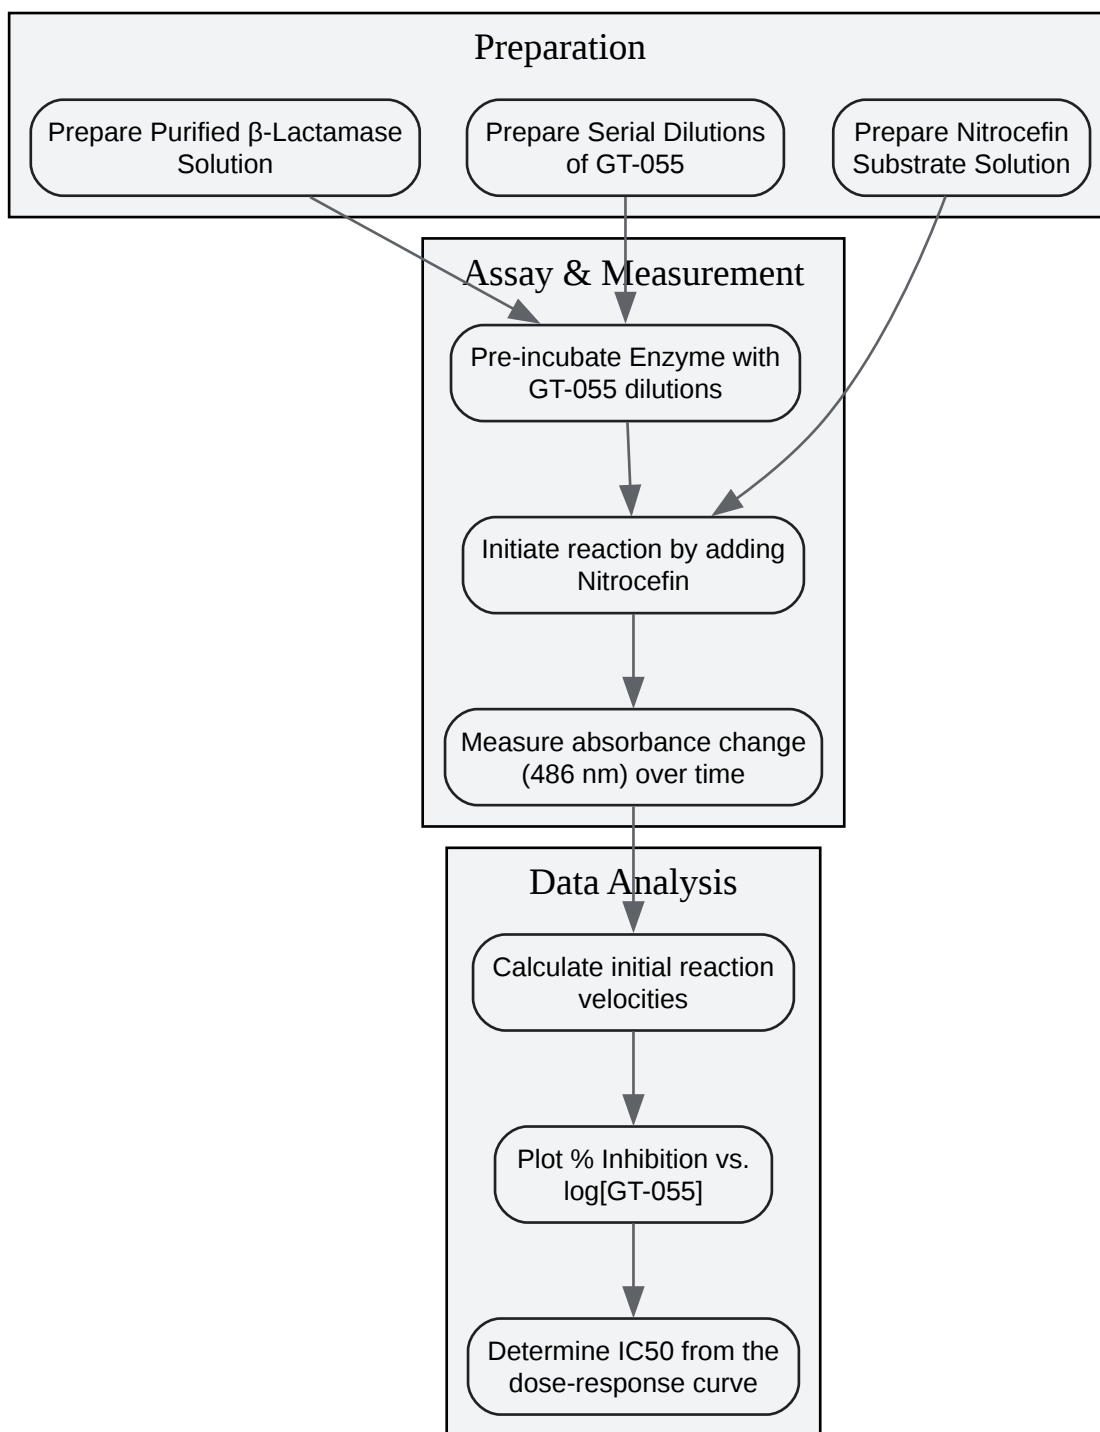 Preparation
Prepare Purified β-Lactamase
Solution
Prepare Serial Dilutions
of GT-055
Prepare Nitrocefin
Substrate Solution
Assay & Measurement
Pre-incubate Enzyme with
GT-055 dilutions
Initiate reaction by adding
Nitrocefin
Measure absorbance change
(486 nm) over time
Data Analysis
Calculate initial reaction
velocities
Plot % Inhibition vs.
log[GT-055]
Determine IC50 from the
dose-response curve